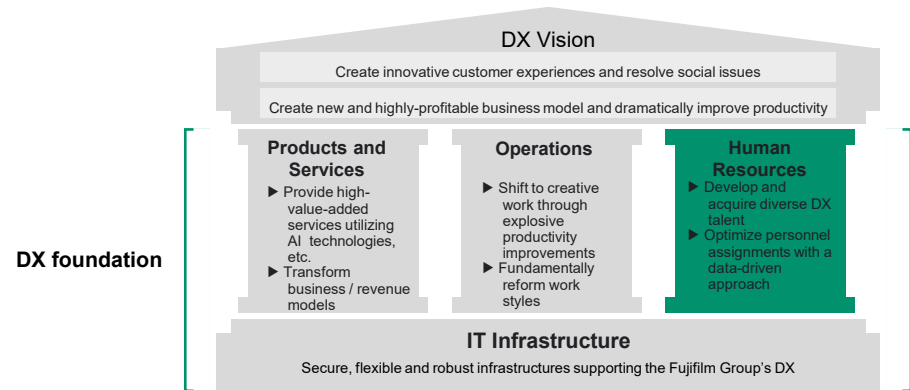 DX Vision
Create innovative customer experiences and resolve social issues
Create new and highly-profitable business model and dramatically improve productivity
DX foundation
Products and
Services
▶ Provide high-
value-added
services utilizing
AI technologies,
etc.
▶ Transform
business / revenue
models
Operations
▶ Shift to creative
work through
explosive
productivity
improvements
▶ Fundamentally
reform work
styles
Human
Resources
▶ Develop and
acquire diverse DX
talent
▶ Optimize personnel
assignments with a
data-driven
approach
IT Infrastructure
Secure, flexible and robust infrastructures supporting the Fujifilm Group's DX